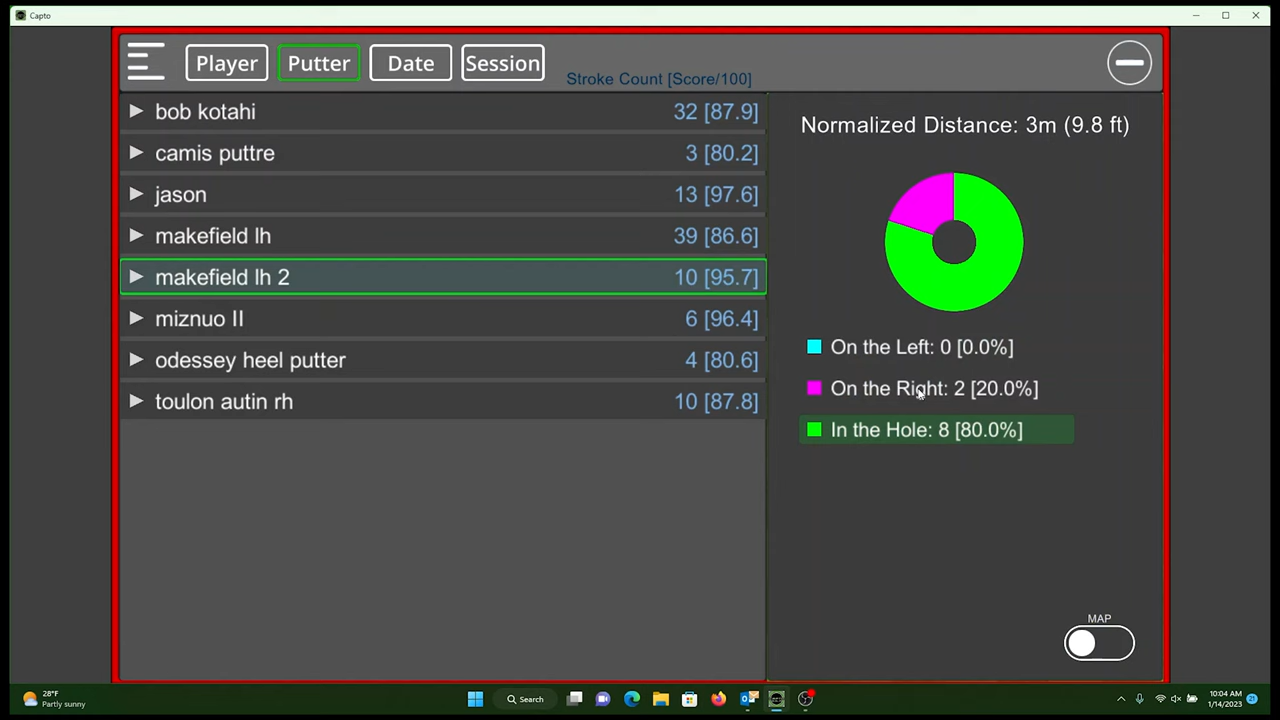 Capto
Player
Putter
Date
Session
Stroke Count [Score/100]
bob kotahi 32 [87.9]
camis puttre 3 [80.2]
jason 13 [97.6]
makefield lh 39 [86.6]
makefield lh 2 10 [95.7]
miznuo II 6 [96.4]
odessey heel putter 4 [80.6]
toulon autin rh 10 [87.8]
Normalized Distance: 3m (9.8 ft)
On the Left: 0 [0.0%]
On the Right: 2 [20.0%]
In the Hole: 8 [80.0%]
MAP
28°F
Partly sunny
Search
10:04 AM
1/14/2023